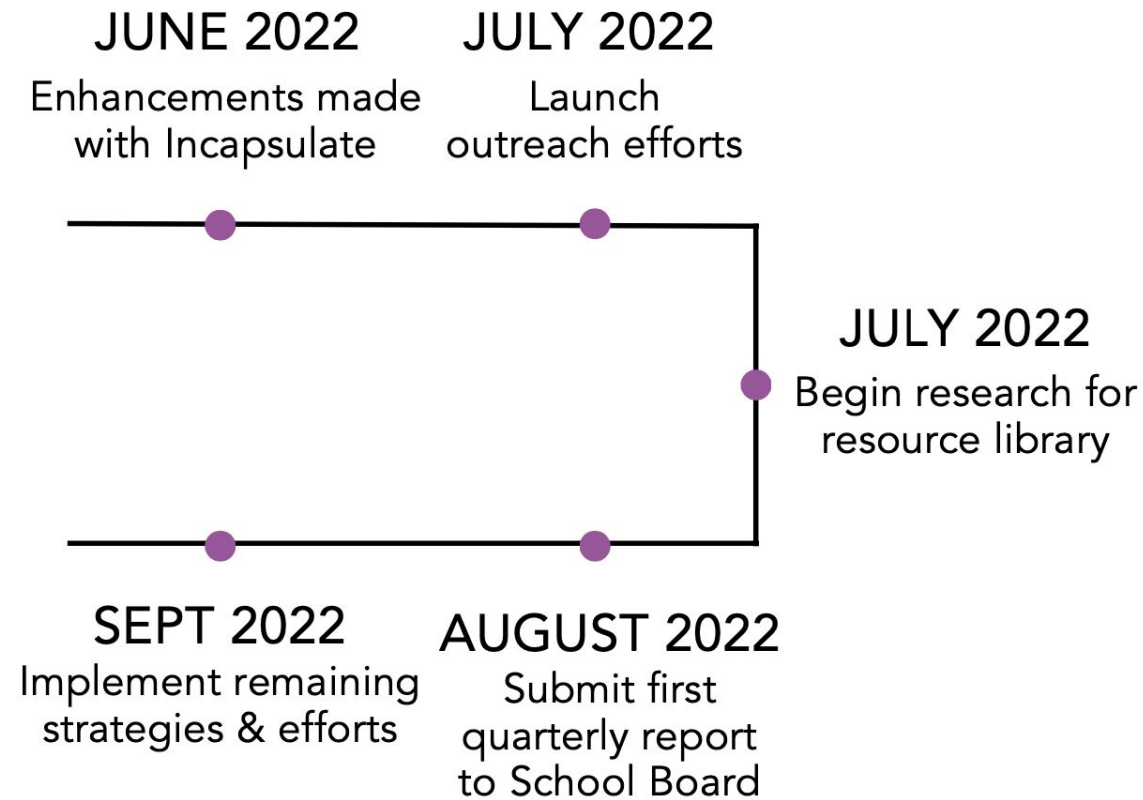 JUNE 2022
Enhancements made
with Incapsulate
JULY 2022
Launch
outreach efforts
JULY 2022
Begin research for
resource library
AUGUST 2022
Submit first
quarterly report
to School Board
SEPT 2022
Implement remaining
strategies & efforts